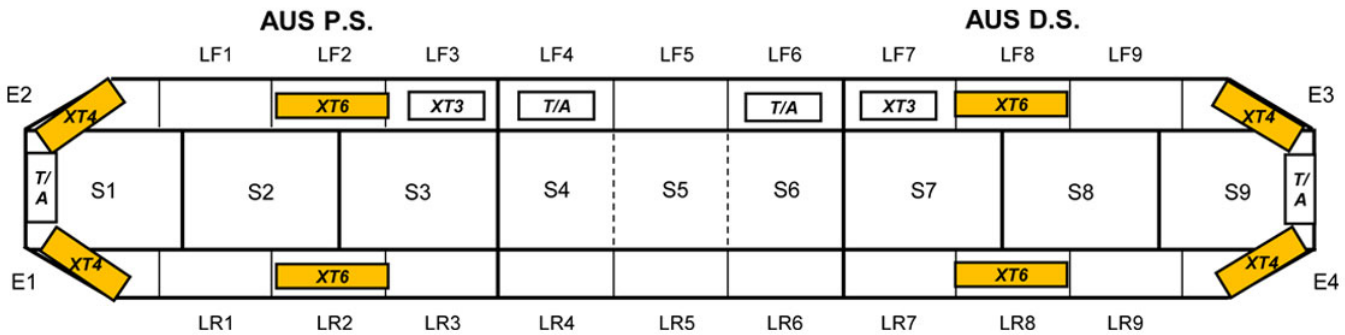 AUS P.S. AUS D.S.
LF1 LF2 LF3 LF4 LF5 LF6 LF7 LF8 LF9
E2 XT4 XT6 XT3 T/A T/A XT3 XT6 XT4 E3
T/
A S1 S2 S3 S4 S5 S6 S7 S8 S9 T/
A
E1 XT4 XT6 XT6 XT4 E4
LR1 LR2 LR3 LR4 LR5 LR6 LR7 LR8 LR9